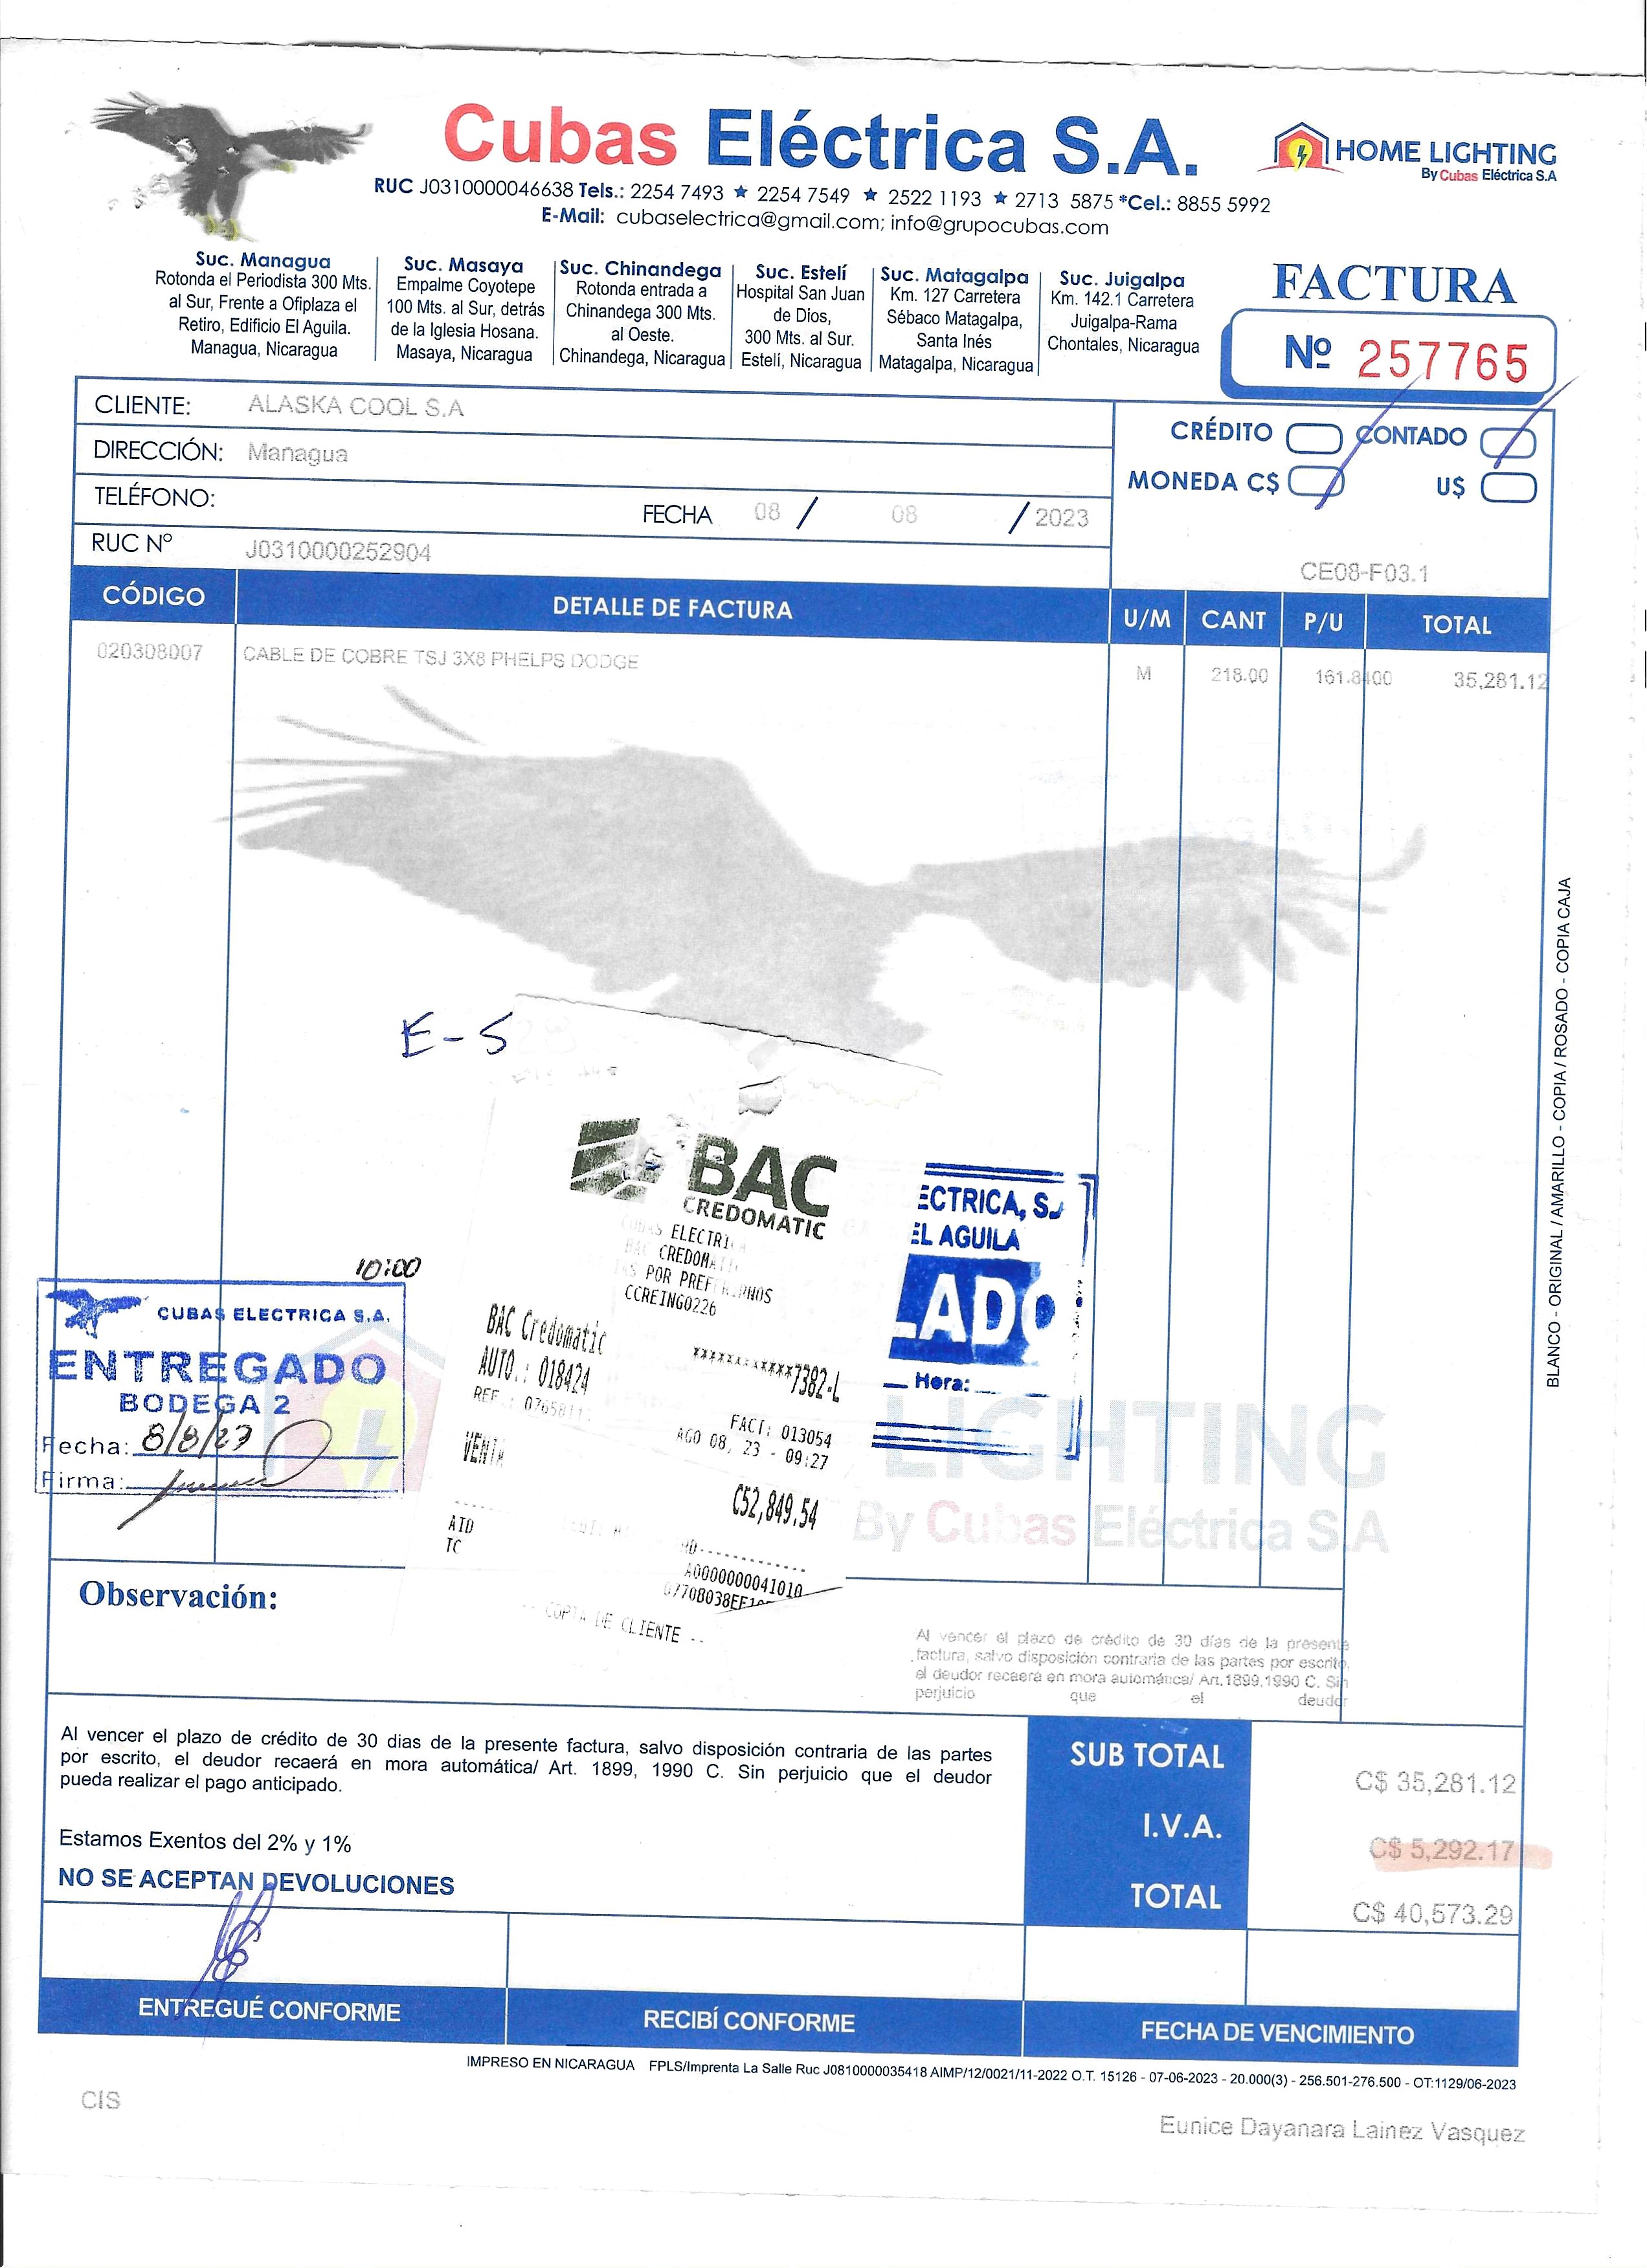 Cubas Eléctrica S.A.
HOME LIGHTING
By Cubas Eléctrica S.A
RUC J0310000046638 Tels.: 2254 7493 ★ 2254 7549 ★ 2522 1193 ★ 2713 5875 *Cel.: 8855 5992
E-Mail: cubaselectrica@gmail.com; info@grupocubas.com
Suc. Managua
Rotonda el Periodista 300 Mts.
al Sur, Frente a Ofiplaza el
Retiro, Edificio El Aguila.
Managua, Nicaragua
Suc. Masaya
Empalme Coyotepe
100 Mts. al Sur, detrás
de la Iglesia Hosana.
Masaya, Nicaragua
Suc. Chinandega
Rotonda entrada a
Chinandega 300 Mts.
al Oeste.
Chinandega, Nicaragua
Suc. Estelí
Hospital San Juan
de Dios,
300 Mts. al Sur.
Estelí, Nicaragua
Suc. Matagalpa
Km. 127 Carretera
Sébaco Matagalpa,
Santa Inés
Matagalpa, Nicaragua
Suc. Juigalpa
Km. 142.1 Carretera
Juigalpa-Rama
Chontales, Nicaragua
FACTURA
Nº 257765
CLIENTE: ALASKA COOL S.A
DIRECCIÓN: Managua
TELÉFONO:
FECHA 08 / 08 / 2023
RUC Nº J0310000252904
CRÉDITO CONTADO
MONEDA C$ U$
CE08-F03.1
CÓDIGO DETALLE DE FACTURA U/M CANT P/U TOTAL
020308007 CABLE DE COBRE TSJ 3X8 PHELPS DODGE M 218.00 161.8400 35,281.12
E-5
BAC
CREDOMATIC
ELECTRI
CREDOMA
POR PREF
CCREING0226
BAC Credomatic
************7382-L
AUTO.: 018424
REF.:
FACT: 013054
AGO 08, 23 - 09:27
VENTA
C52,849.54
AID
A0000000041010
TC
-- COPIA DE CLIENTE --
ECTRICA, S.
EL AGUILA
LADO
Hora:
10:00
CUBAS ELECTRICA S.A.
ENTREGADO
BODEGA 2
Fecha: 8/8/23
Firma:
LIGHTING
By Cubas Eléctrica S.A
BLANCO - ORIGINAL / AMARILLO - COPIA / ROSADO - COPIA CAJA
Observación:
Al vencer el plazo de crédito de 30 días de la presente
factura, salvo disposición contraria de las partes por escrito,
el deudor recaerá en mora automática/ Art.1899,1990 C. Sin
perjuicio que el deudor
Al vencer el plazo de crédito de 30 dias de la presente factura, salvo disposición contraria de las partes
por escrito, el deudor recaerá en mora automática/ Art. 1899, 1990 C. Sin perjuicio que el deudor
pueda realizar el pago anticipado.
Estamos Exentos del 2% y 1%
NO SE ACEPTAN DEVOLUCIONES
SUB TOTAL C$ 35,281.12
I.V.A. C$ 5,292.17
TOTAL C$ 40,573.29
ENTREGUÉ CONFORME
RECIBÍ CONFORME
FECHA DE VENCIMIENTO
IMPRESO EN NICARAGUA FPLS/Imprenta La Salle Ruc J0810000035418 AIMP/12/0021/11-2022 O.T. 15126 - 07-06-2023 - 20.000(3) - 256.501-276.500 - OT:1129/06-2023
CIS
Eunice Dayanara Lainez Vasquez